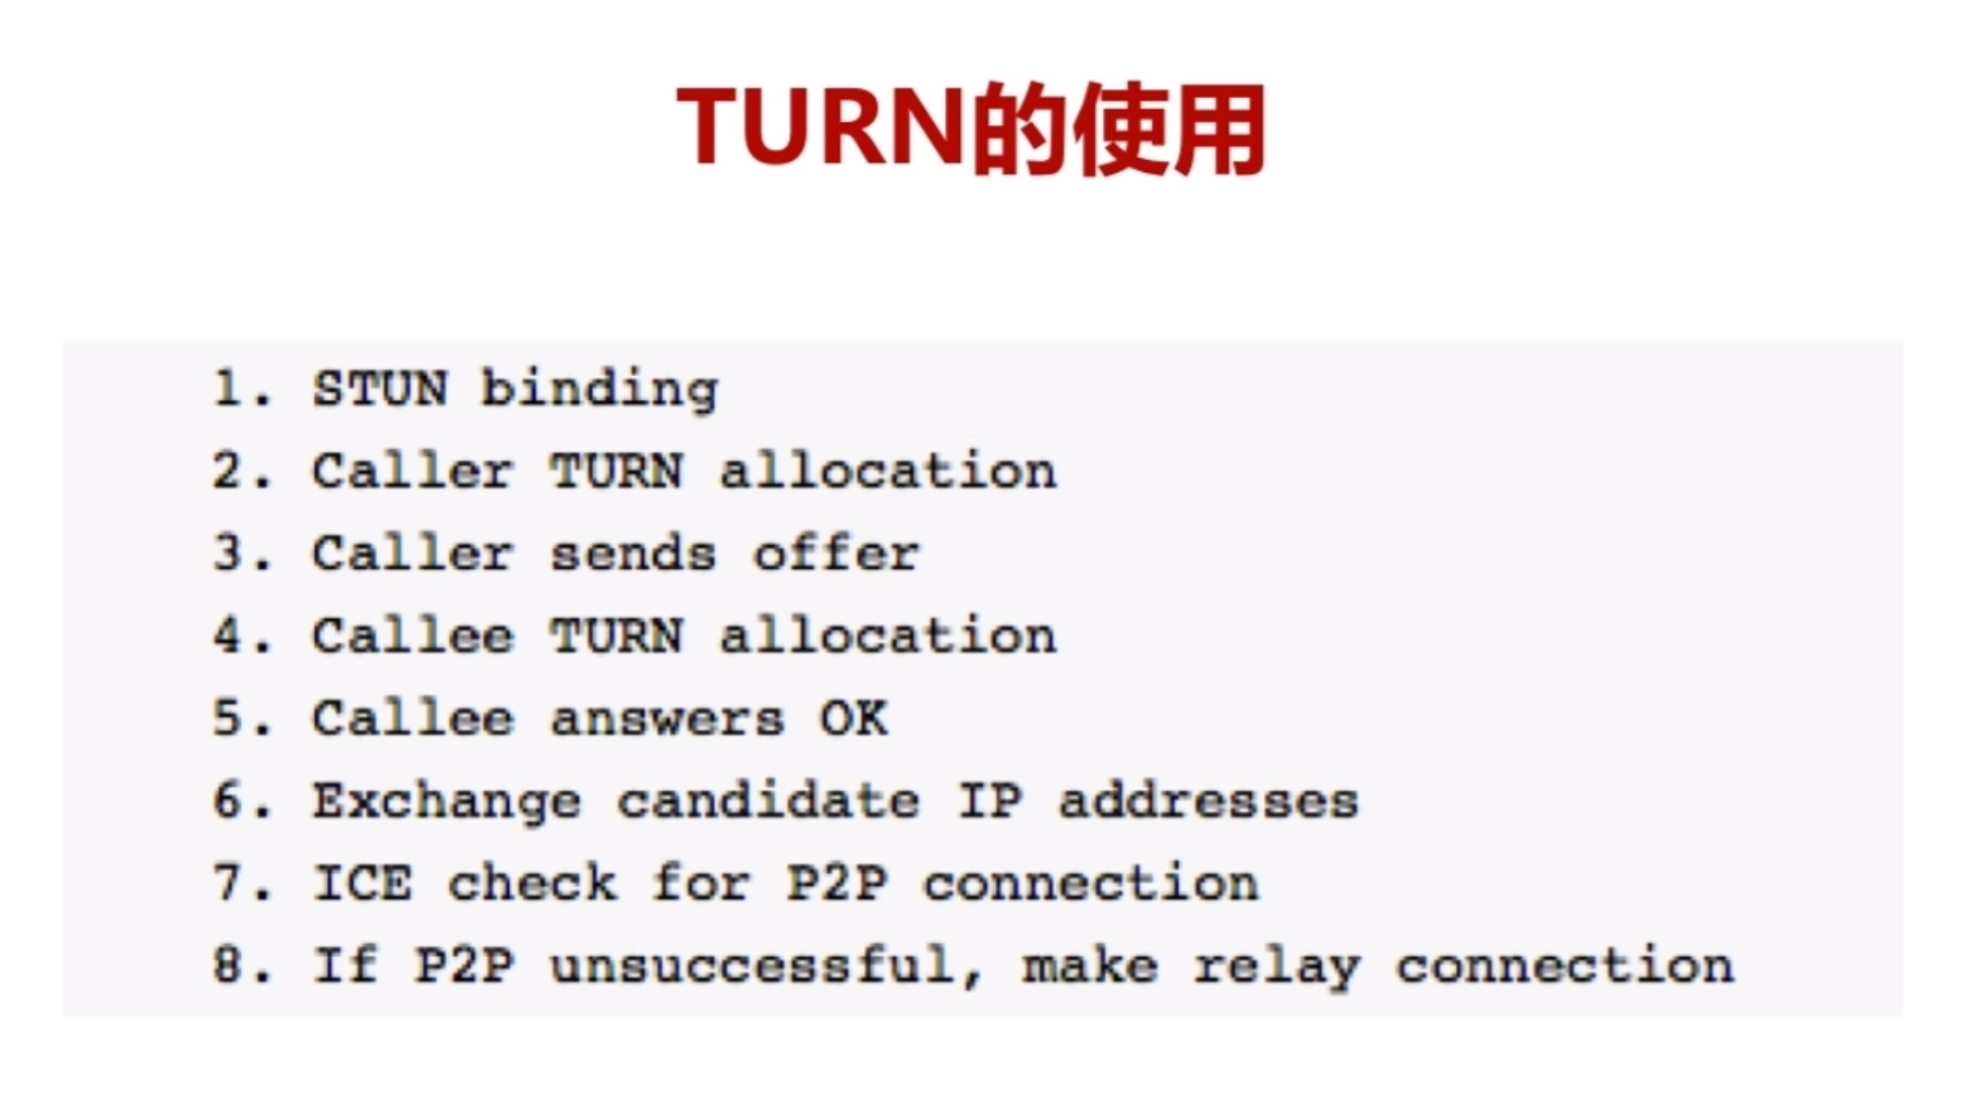 TURN的使用
1. STUN binding
2. Caller TURN allocation
3. Caller sends offer
4. Callee TURN allocation
5. Callee answers OK
6. Exchange candidate IP addresses
7. ICE check for P2P connection
8. If P2P unsuccessful, make relay connection